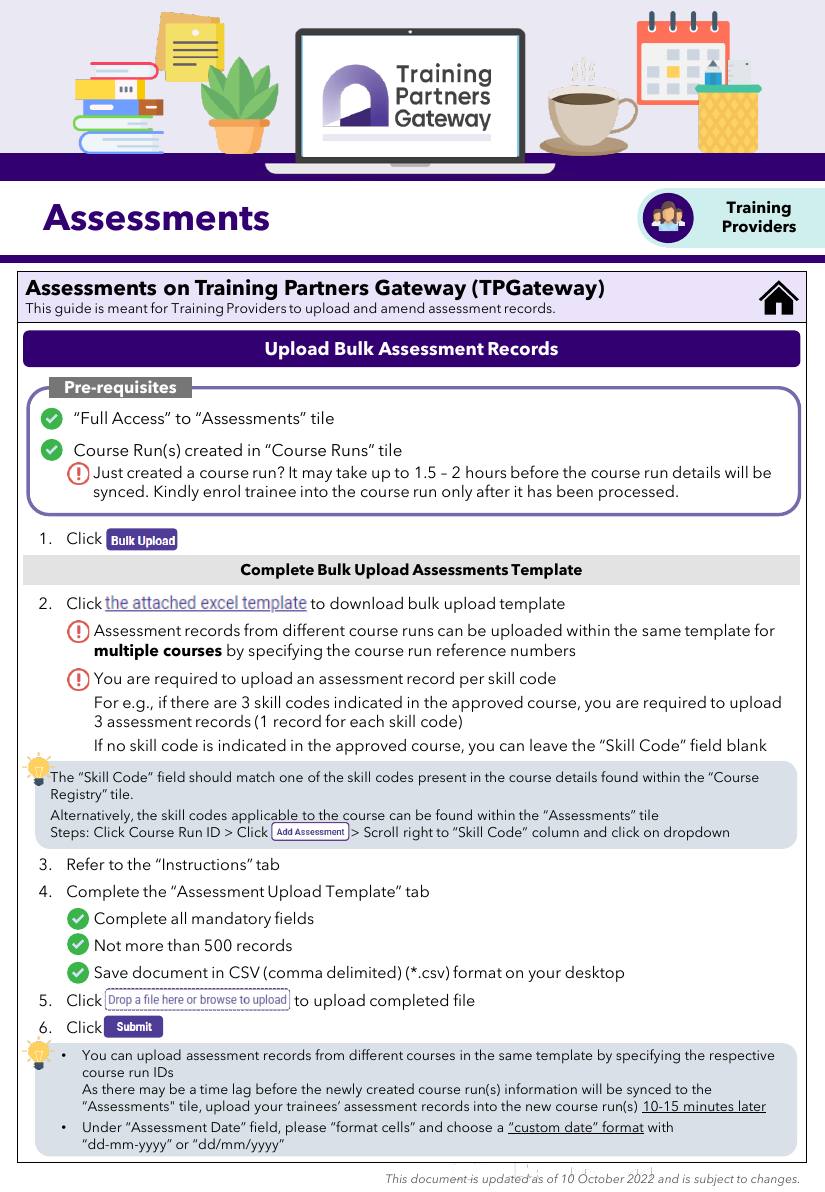 Training
Partners
Gateway
Assessments
Training
Providers
Assessments on Training Partners Gateway (TPGateway)
This guide is meant for Training Providers to upload and amend assessment records.
Upload Bulk Assessment Records
Pre-requisites
“Full Access” to “Assessments” tile
Course Run(s) created in “Course Runs” tile
Just created a course run? It may take up to 1.5 – 2 hours before the course run details will be
synced. Kindly enrol trainee into the course run only after it has been processed.
1. Click Bulk Upload
Complete Bulk Upload Assessments Template
2. Click the attached excel template to download bulk upload template
Assessment records from different course runs can be uploaded within the same template for
multiple courses by specifying the course run reference numbers
You are required to upload an assessment record per skill code
For e.g., if there are 3 skill codes indicated in the approved course, you are required to upload
3 assessment records (1 record for each skill code)
If no skill code is indicated in the approved course, you can leave the “Skill Code” field blank
The “Skill Code” field should match one of the skill codes present in the course details found within the “Course
Registry” tile.
Alternatively, the skill codes applicable to the course can be found within the “Assessments” tile
Steps: Click Course Run ID > Click Add Assessment > Scroll right to “Skill Code” column and click on dropdown
3. Refer to the “Instructions” tab
4. Complete the “Assessment Upload Template” tab
Complete all mandatory fields
Not more than 500 records
Save document in CSV (comma delimited) (*.csv) format on your desktop
5. Click Drop a file here or browse to upload to upload completed file
6. Click Submit
• You can upload assessment records from different courses in the same template by specifying the respective
course run IDs
As there may be a time lag before the newly created course run(s) information will be synced to the
“Assessments" tile, upload your trainees’ assessment records into the new course run(s) 10-15 minutes later
• Under “Assessment Date” field, please “format cells” and choose a “custom date” format with
“dd-mm-yyyy” or “dd/mm/yyyy”
This document is updated as of 10 October 2022 and is subject to changes.